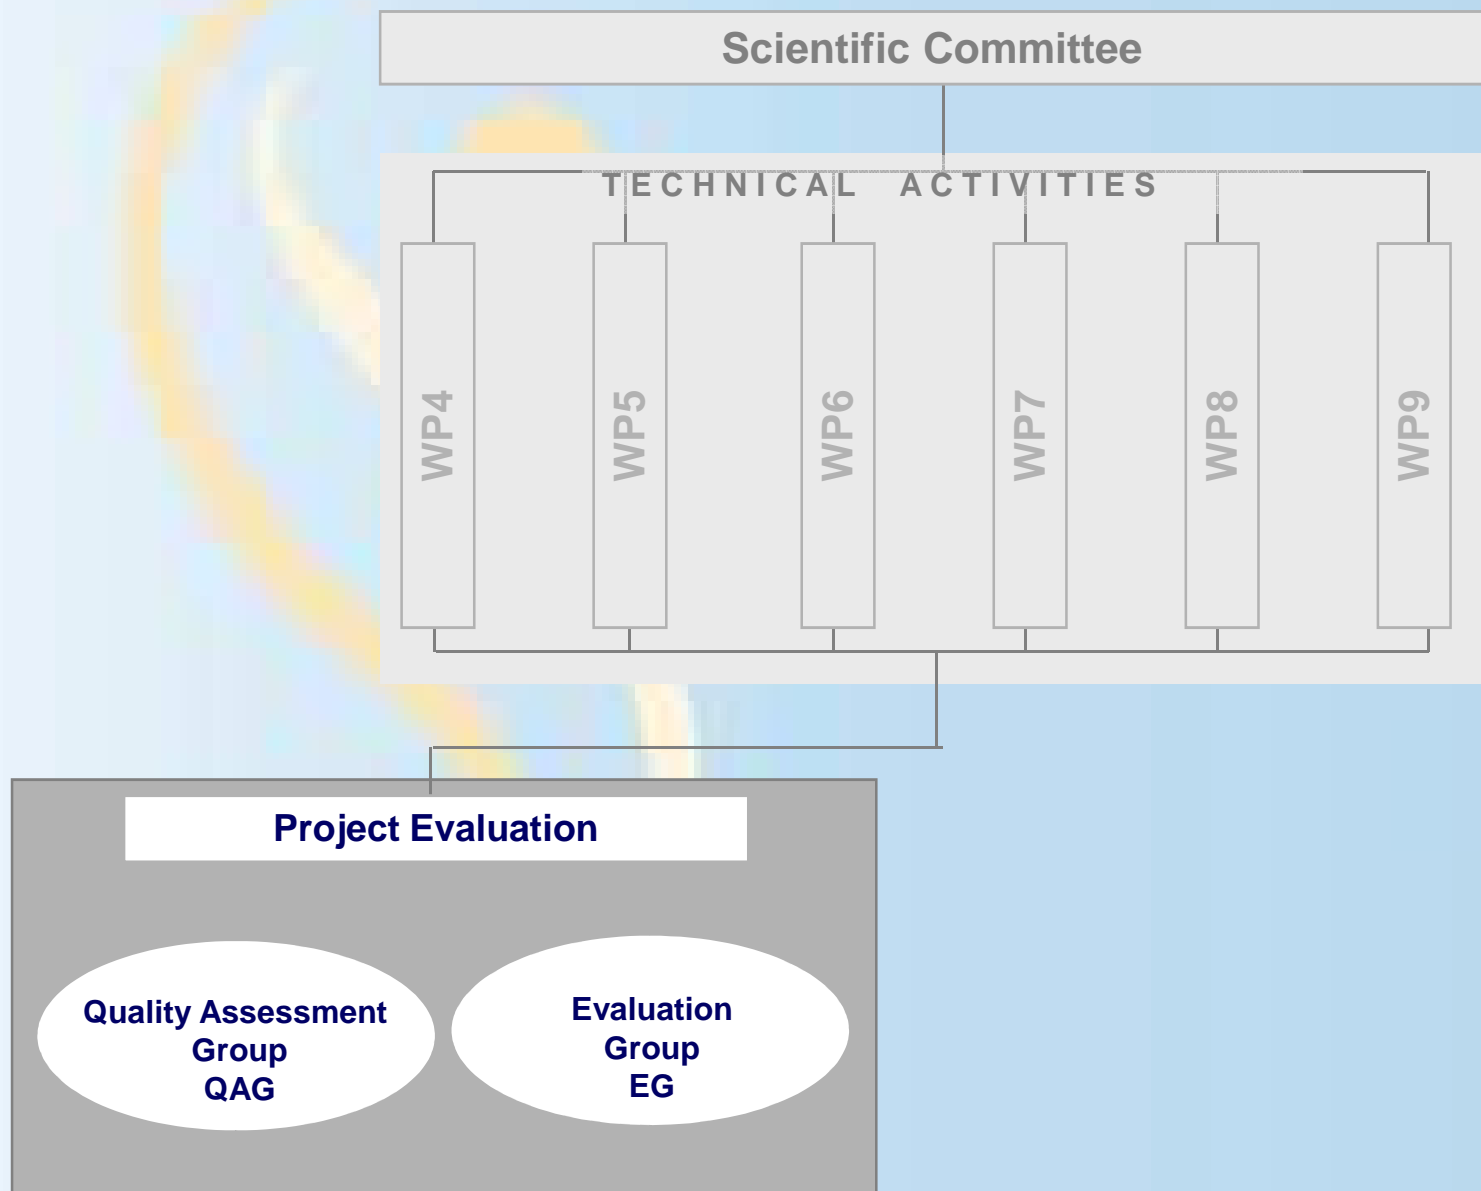 Scientific Committee
TECHNICAL ACTIVITIES
WP4
WP5
WP6
WP7
WP8
WP9
Project Evaluation
Quality Assessment
Group
QAG
Evaluation
Group
EG